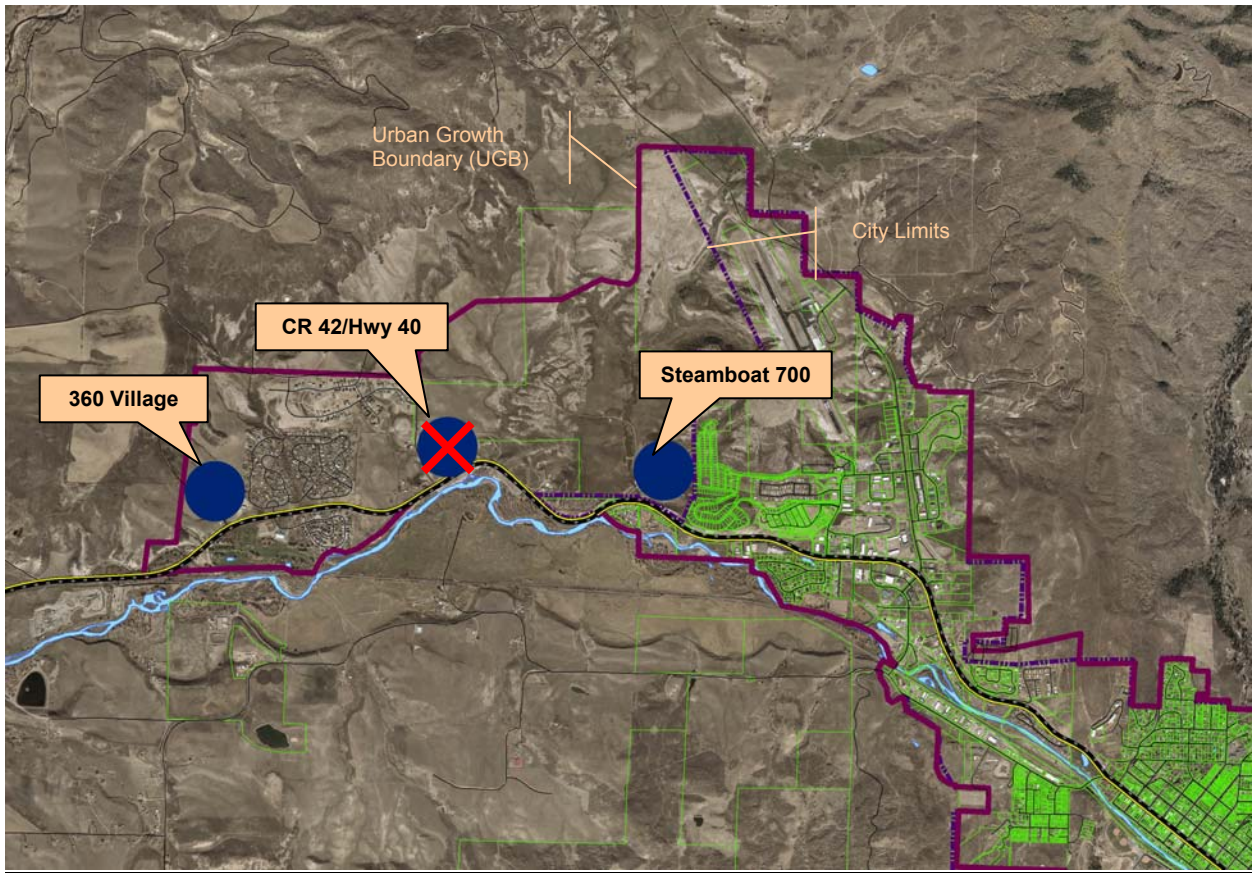 Urban Growth
Boundary (UGB)
City Limits
CR 42/Hwy 40
Steamboat 700
360 Village